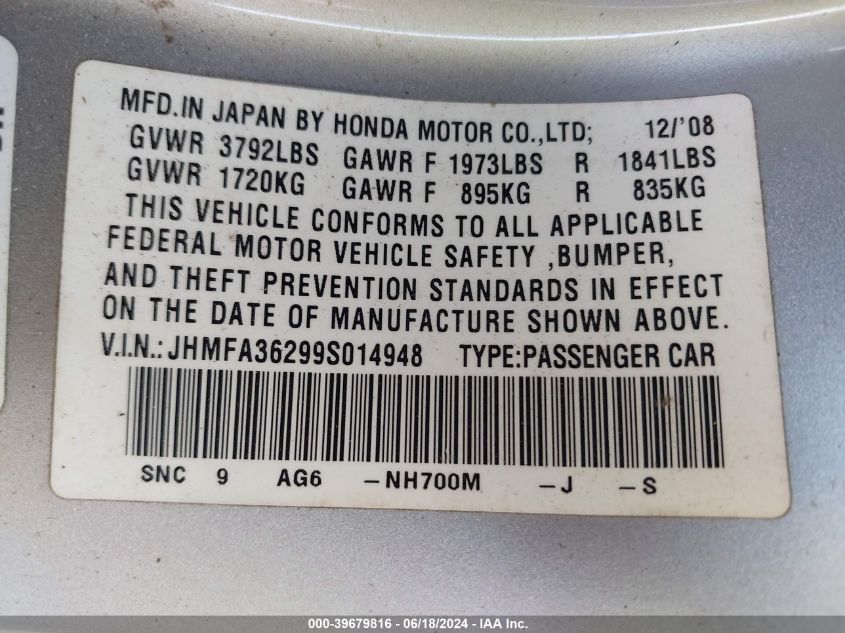 MFD.IN JAPAN BY HONDA MOTOR CO.,LTD; 12/'08
GVWR 3792LBS GAWR F 1973LBS R 1841LBS
GVWR 1720KG GAWR F 895KG R 835KG
THIS VEHICLE CONFORMS TO ALL APPLICABLE
FEDERAL MOTOR VEHICLE SAFETY ,BUMPER,
AND THEFT PREVENTION STANDARDS IN EFFECT
ON THE DATE OF MANUFACTURE SHOWN ABOVE.
V.I.N.: JHMFA36299S014948 TYPE:PASSENGER CAR
SNC 9 AG6 -NH700M -J -S
000-39679816 - 06/18/2024 - IAA Inc.